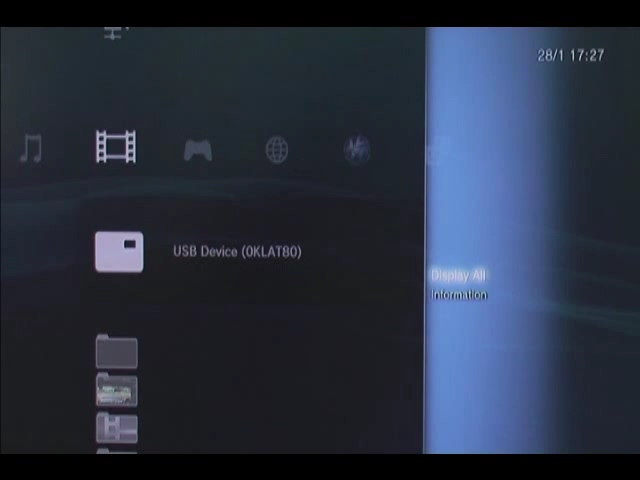 28/1 17:27
USB Device (0KLAT80)
Display All
Information